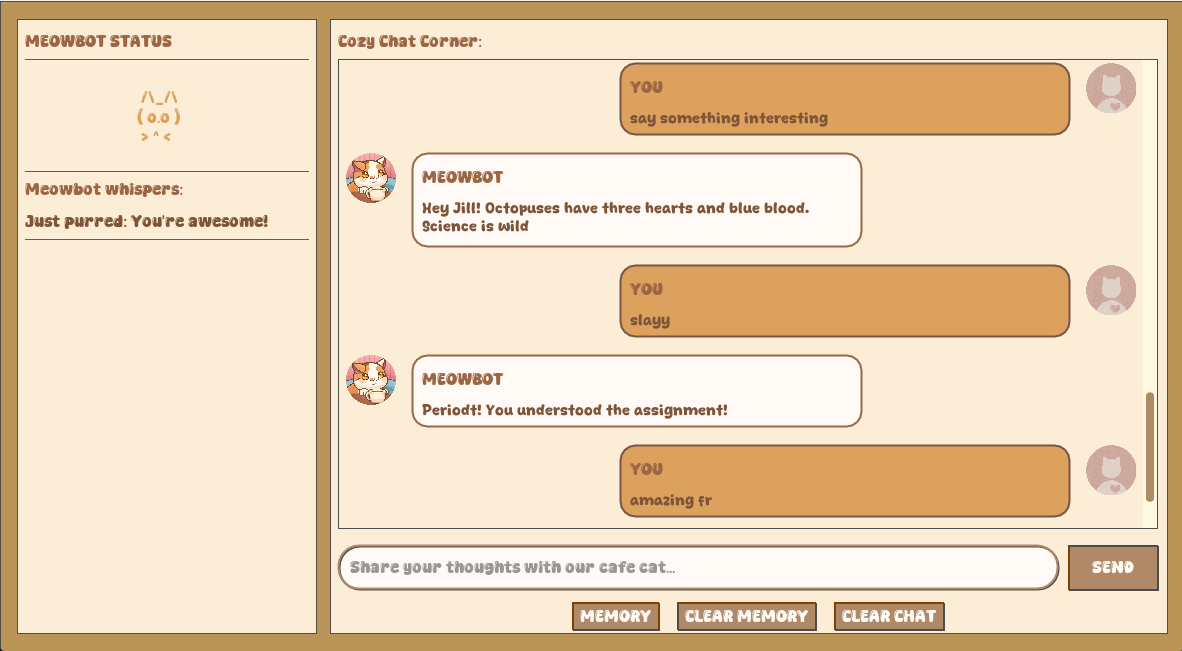 MEOWBOT STATUS
/\_/\
( o.o )
> ^ <
Meowbot whispers:
Just purred: You're awesome!
Cozy Chat Corner:
YOU
say something interesting
MEOWBOT
Hey Jill! Octopuses have three hearts and blue blood.
Science is wild
YOU
slayy
MEOWBOT
Periodt! You understood the assignment!
YOU
amazing fr
Share your thoughts with our cafe cat...
SEND
MEMORY
CLEAR MEMORY
CLEAR CHAT